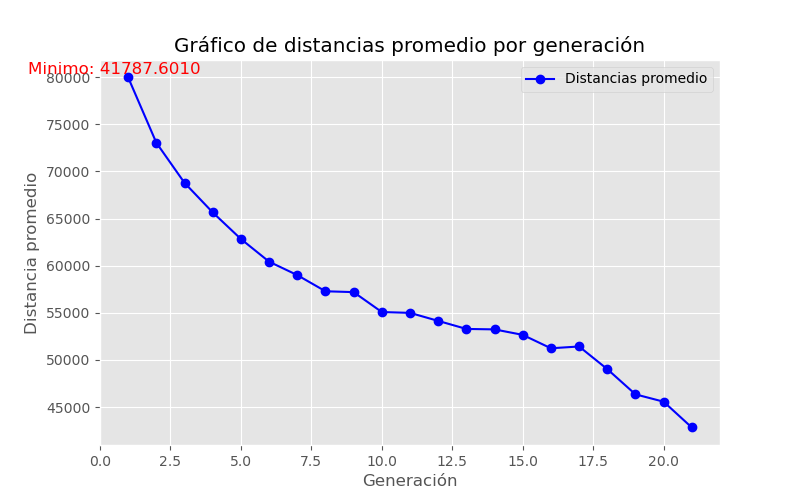 Gráfico de distancias promedio por generación
Minimo: 41787.6010
Distancias promedio
80000
75000
70000
65000
60000
55000
50000
45000
Distancia promedio
0.0 2.5 5.0 7.5 10.0 12.5 15.0 17.5 20.0
Generación